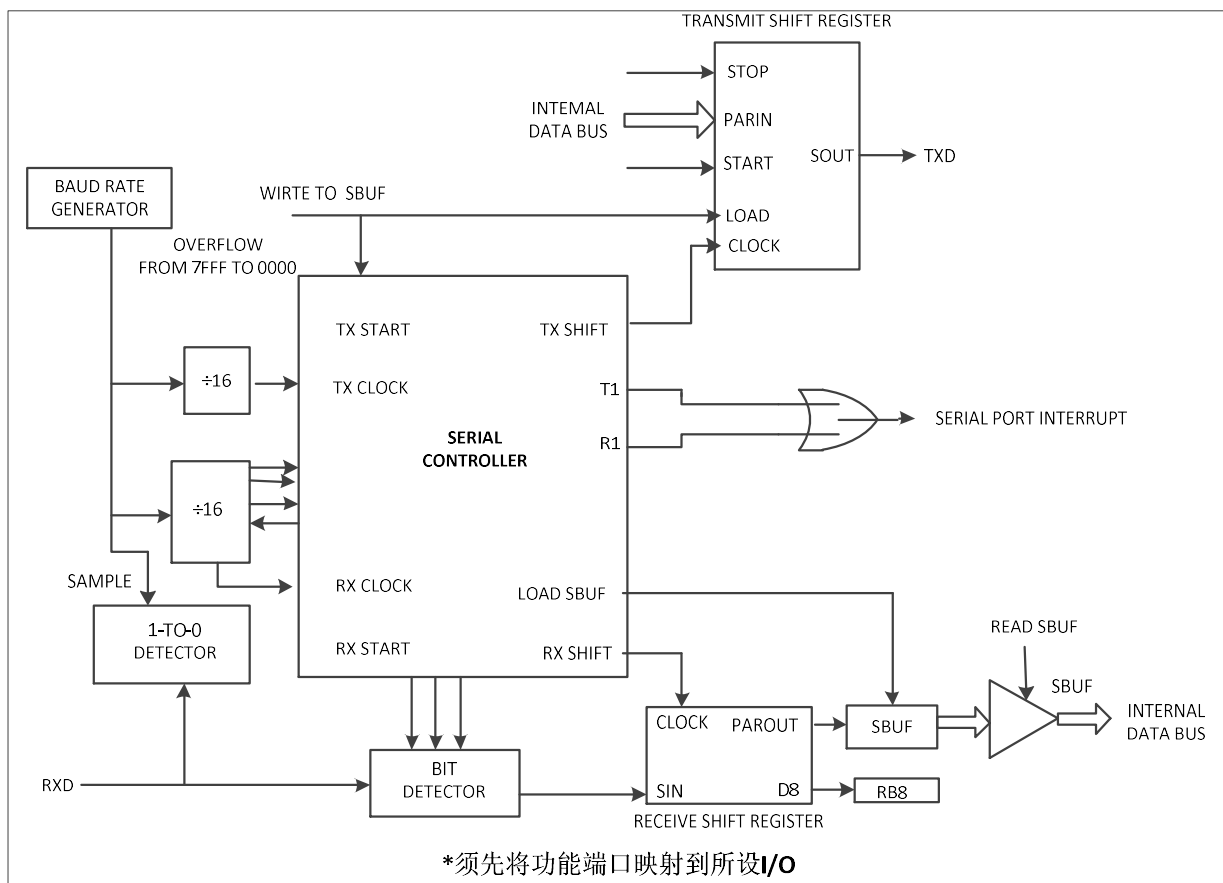 TRANSMIT SHIFT REGISTER
STOP
INTEMAL
DATA BUS
PARIN
START
SOUT
TXD
BAUD RATE
GENERATOR
WIRTE TO SBUF
LOAD
CLOCK
OVERFLOW
FROM 7FFF TO 0000
TX START
TX SHIFT
÷16
TX CLOCK
T1
SERIAL PORT INTERRUPT
R1
SERIAL
CONTROLLER
÷16
SAMPLE
RX CLOCK
LOAD SBUF
1-TO-0
DETECTOR
RX START
RX SHIFT
READ SBUF
SBUF
CLOCK
PAROUT
SBUF
INTERNAL
DATA BUS
RXD
BIT
DETECTOR
SIN
D8
RB8
RECEIVE SHIFT REGISTER
*须先将功能端口映射到所设I/O